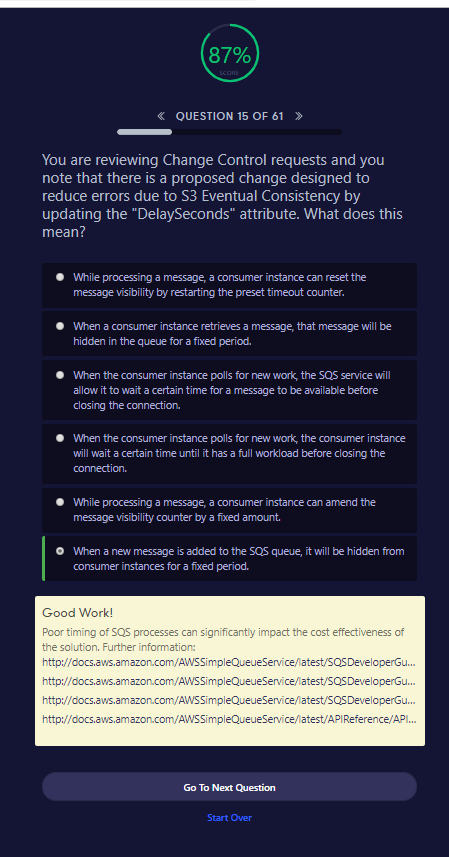 87%
SCORE
« QUESTION 15 OF 61 »
You are reviewing Change Control requests and you
note that there is a proposed change designed to
reduce errors due to S3 Eventual Consistency by
updating the "DelaySeconds" attribute. What does this
mean?
While processing a message, a consumer instance can reset the
message visibility by restarting the preset timeout counter.
When a consumer instance retrieves a message, that message will be
hidden in the queue for a fixed period.
When the consumer instance polls for new work, the SQS service will
allow it to wait a certain time for a message to be available before
closing the connection.
When the consumer instance polls for new work, the consumer instance
will wait a certain time until it has a full workload before closing the
connection.
While processing a message, a consumer instance can amend the
message visibility counter by a fixed amount.
When a new message is added to the SQS queue, it will be hidden from
consumer instances for a fixed period.
Good Work!
Poor timing of SQS processes can significantly impact the cost effectiveness of
the solution. Further information:
http://docs.aws.amazon.com/AWSSimpleQueueService/latest/SQSDeveloperGu...
http://docs.aws.amazon.com/AWSSimpleQueueService/latest/SQSDeveloperGu...
http://docs.aws.amazon.com/AWSSimpleQueueService/latest/SQSDeveloperGu...
http://docs.aws.amazon.com/AWSSimpleQueueService/latest/APIReference/API...
Go To Next Question
Start Over